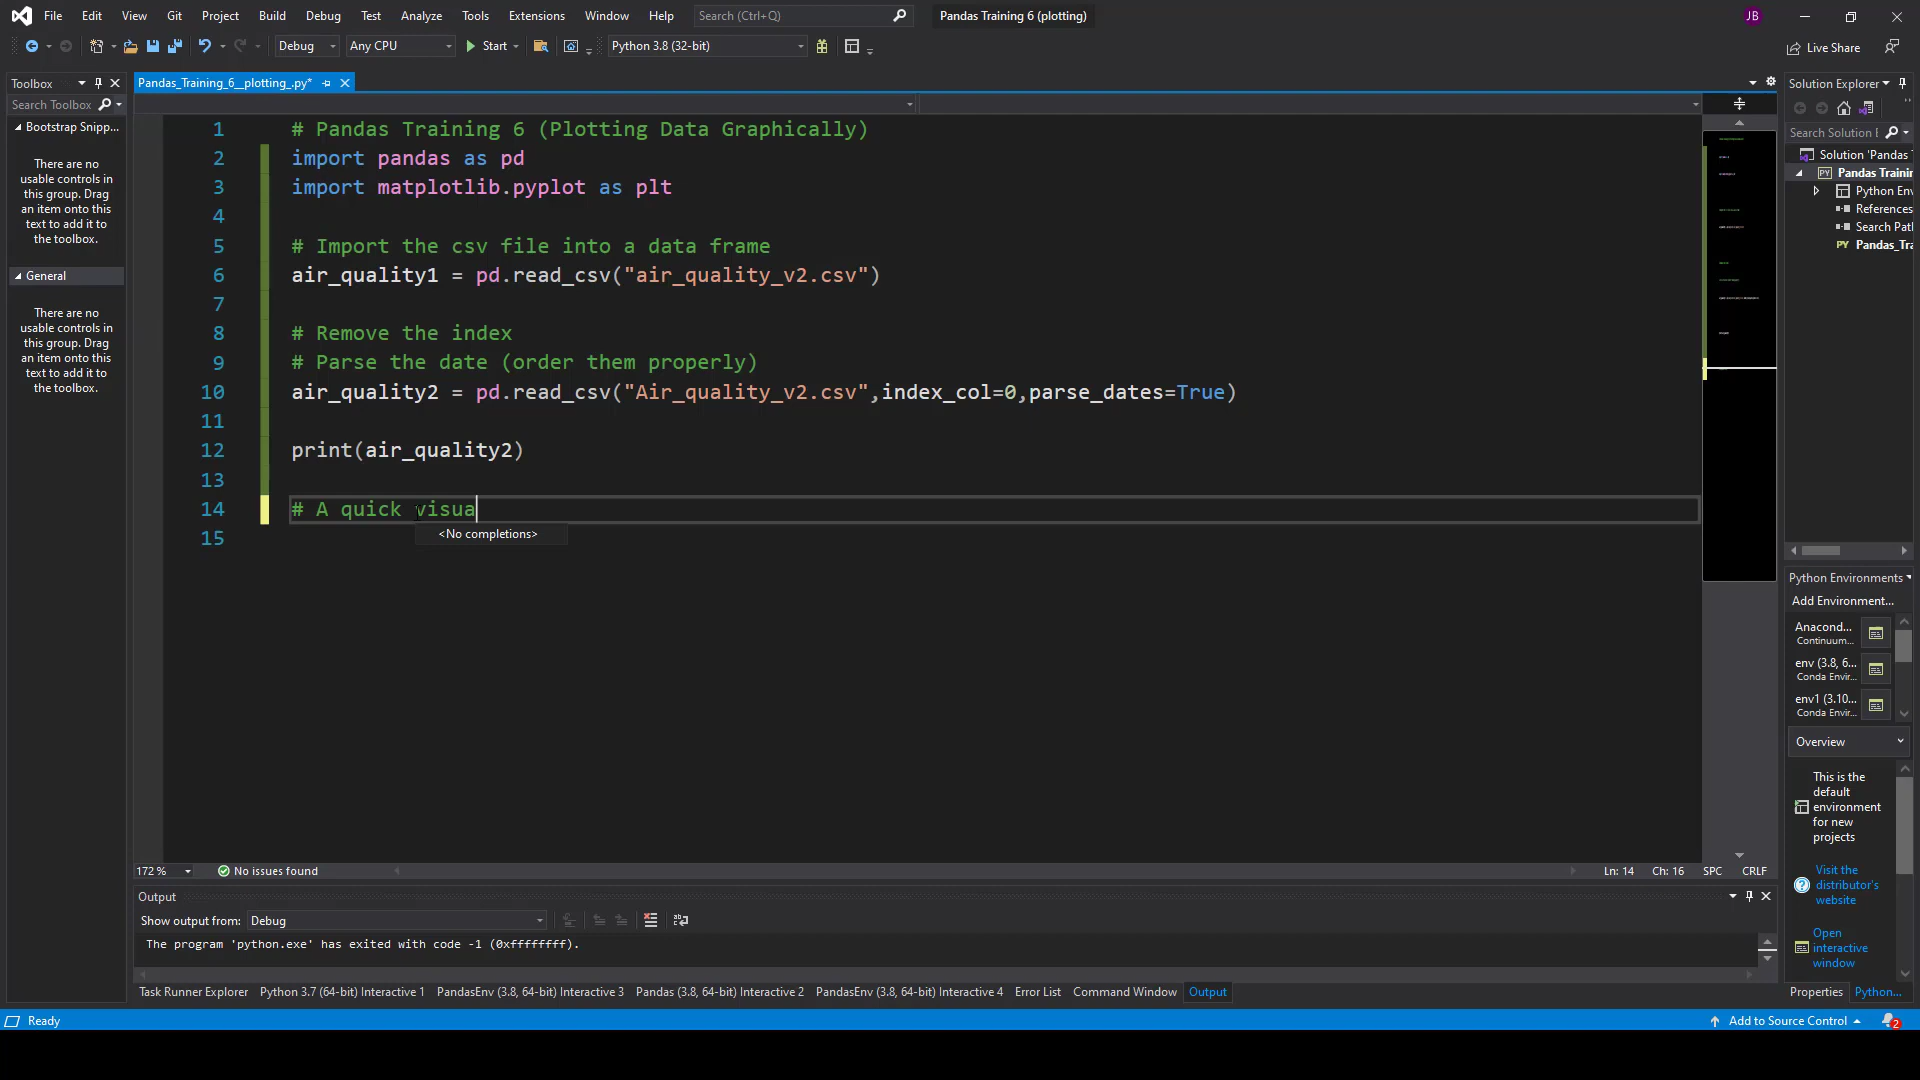 File Edit View Git Project Build Debug Test Analyze Tools Extensions Window Help Search (Ctrl+Q) Pandas Training 6 (plotting) JB
Debug Any CPU Start Python 3.8 (32-bit) Live Share
Toolbox
Search Toolbox
Bootstrap Snipp...
There are no
usable controls in
this group. Drag
an item onto this
text to add it to
the toolbox.
General
There are no
usable controls in
this group. Drag
an item onto this
text to add it to
the toolbox.
Pandas_Training_6__plotting_.py*
1 # Pandas Training 6 (Plotting Data Graphically)
2 import pandas as pd
3 import matplotlib.pyplot as plt
4
5 # Import the csv file into a data frame
6 air_quality1 = pd.read_csv("air_quality_v2.csv")
7
8 # Remove the index
9 # Parse the date (order them properly)
10 air_quality2 = pd.read_csv("Air_quality_v2.csv",index_col=0,parse_dates=True)
11
12 print(air_quality2)
13
14 # A quick visua
<No completions>
15
172 % No issues found Ln: 14 Ch: 16 SPC CRLF
Output
Show output from: Debug
The program 'python.exe' has exited with code -1 (0xffffffff).
Task Runner Explorer Python 3.7 (64-bit) Interactive 1 PandasEnv (3.8, 64-bit) Interactive 3 Pandas (3.8, 64-bit) Interactive 2 PandasEnv (3.8, 64-bit) Interactive 4 Error List Command Window Output
Solution Explorer
Search Solution E
Solution 'Pandas
PY Pandas Trainin
Python Env
References
Search Path
PY Pandas_Tra
Python Environments
Add Environment...
Anacond...
Continuum...
env (3.8, 6...
Conda Envir...
env1 (3.10...
Conda Envir...
Overview
This is the
default
environment
for new
projects
Visit the
distributor's
website
Open
interactive
window
Properties Python...
Ready Add to Source Control 2